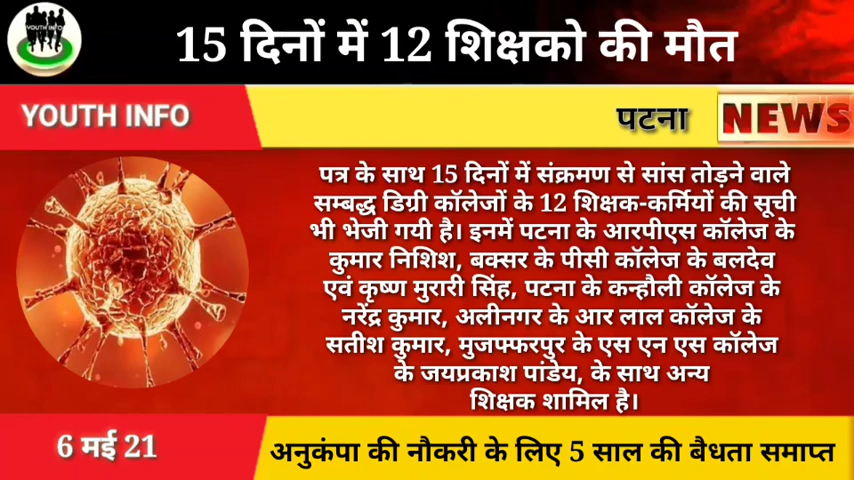 YOUTH INFO
15 दिनों में 12 शिक्षको की मौत
YOUTH INFO
पटना
NEWS
पत्र के साथ 15 दिनों में संक्रमण से सांस तोड़ने वाले
सम्बद्ध डिग्री कॉलेजों के 12 शिक्षक-कर्मियों की सूची
भी भेजी गयी है। इनमें पटना के आरपीएस कॉलेज के
कुमार निशिश, बक्सर के पीसी कॉलेज के बलदेव
एवं कृष्ण मुरारी सिंह, पटना के कन्हौली कॉलेज के
नरेंद्र कुमार, अलीनगर के आर लाल कॉलेज के
सतीश कुमार, मुजफ्फरपुर के एस एन एस कॉलेज
के जयप्रकाश पांडेय, के साथ अन्य
शिक्षक शामिल है।
6 मई 21
अनुकंपा की नौकरी के लिए 5 साल की बैधता समाप्त